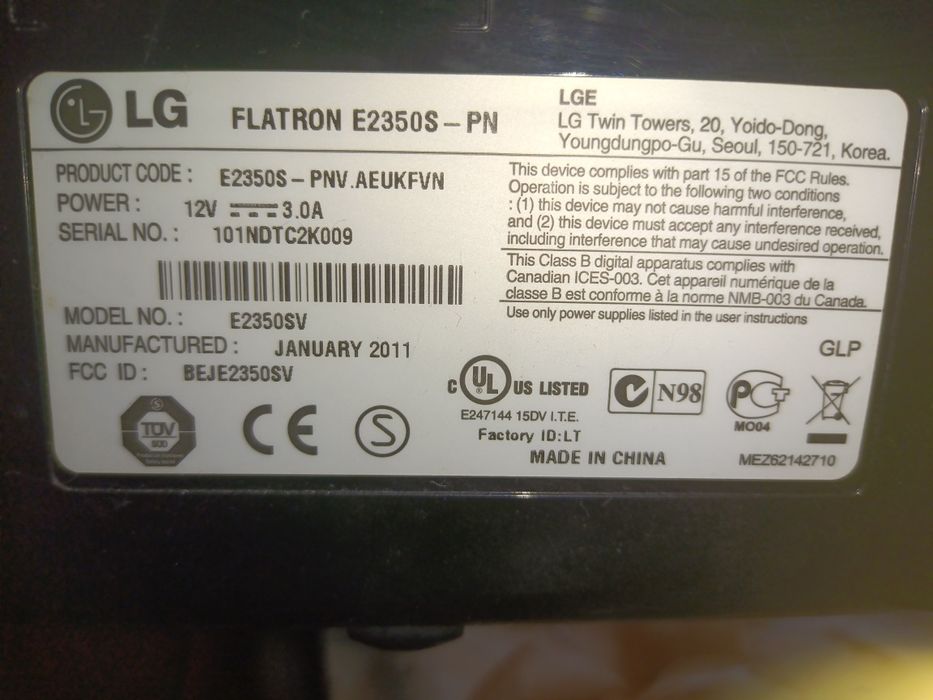 LG FLATRON E2350S-PN
LGE
LG Twin Towers, 20, Yoido-Dong,
Youngdungpo-Gu, Seoul, 150-721, Korea.
PRODUCT CODE : E2350S-PNV.AEUKFVN
POWER : 12V 3.0A
SERIAL NO. : 101NDTC2K009
MODEL NO. : E2350SV
MANUFACTURED : JANUARY 2011
FCC ID : BEJE2350SV
This device complies with part 15 of the FCC Rules.
Operation is subject to the following two conditions
: (1) this device may not cause harmful interference,
and (2) this device must accept any interference received,
including interference that may cause undesired operation.
This Class B digital apparatus complies with
Canadian ICES-003. Cet appareil numérique de la
classe B est conforme à la norme NMB-003 du Canada.
Use only power supplies listed in the user instructions
GLP
TÜV
SÜD
CE
S
C UL US LISTED
E247144 15DV I.T.E.
Factory ID:LT
MADE IN CHINA
N98
MO04
MEZ62142710